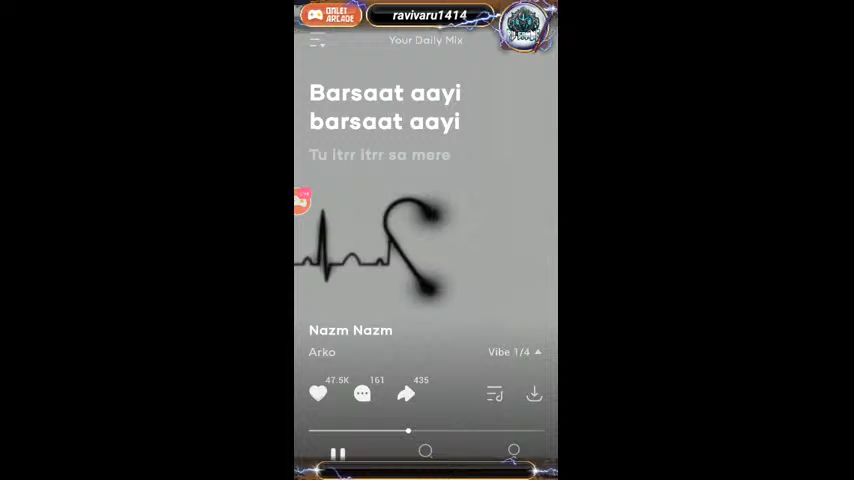 OMLET
ARCADE
ravivaru1414
Your Daily Mix
Barsaat aayi
barsaat aayi
Tu itrr itrr sa mere
Nazm Nazm
Arko
Vibe 1/4
47.5K
161
435